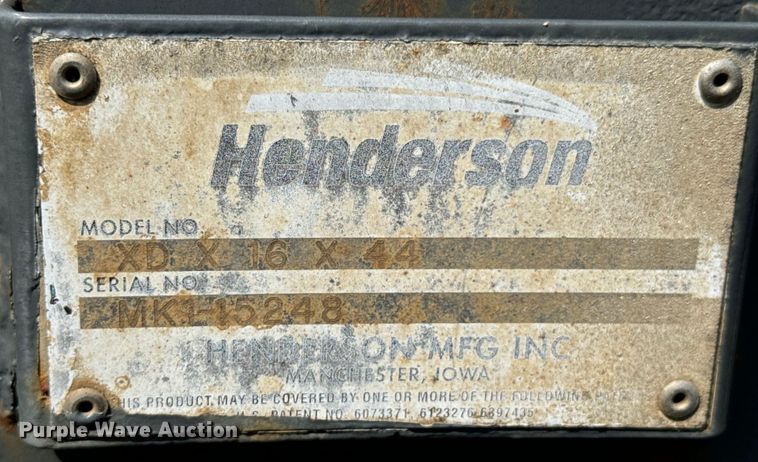 Henderson
MODEL NO.
XD X 16 X 44
SERIAL NO.
MK1-15248
HENDERSON MFG INC
MANCHESTER, IOWA
THIS PRODUCT MAY BE COVERED BY ONE OR MORE OF THE FOLLOWING
U.S. PATENT NO. 6073371, 6123276 6397435
Purple Wave Auction